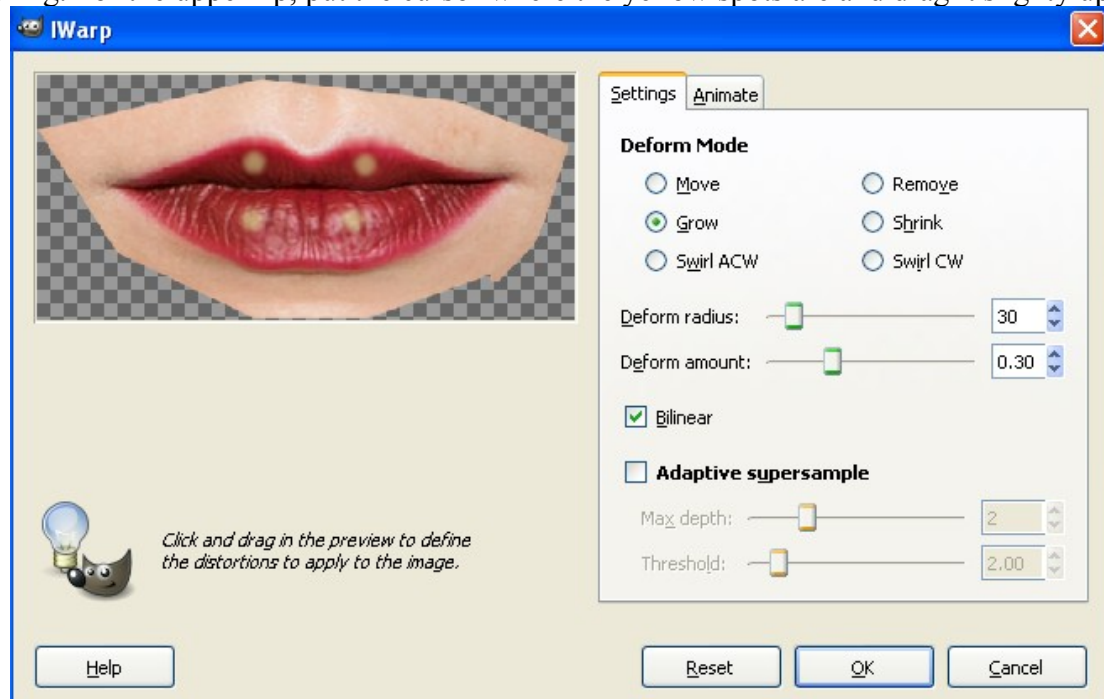 IWarp
Settings Animate
Deform Mode
Move Remove
Grow Shrink
Swirl ACW Swirl CW
Deform radius: 30
Deform amount: 0.30
Bilinear
Adaptive supersample
Max depth: 2
Threshold: 2.00
Click and drag in the preview to define
the distortions to apply to the image.
Help Reset OK Cancel